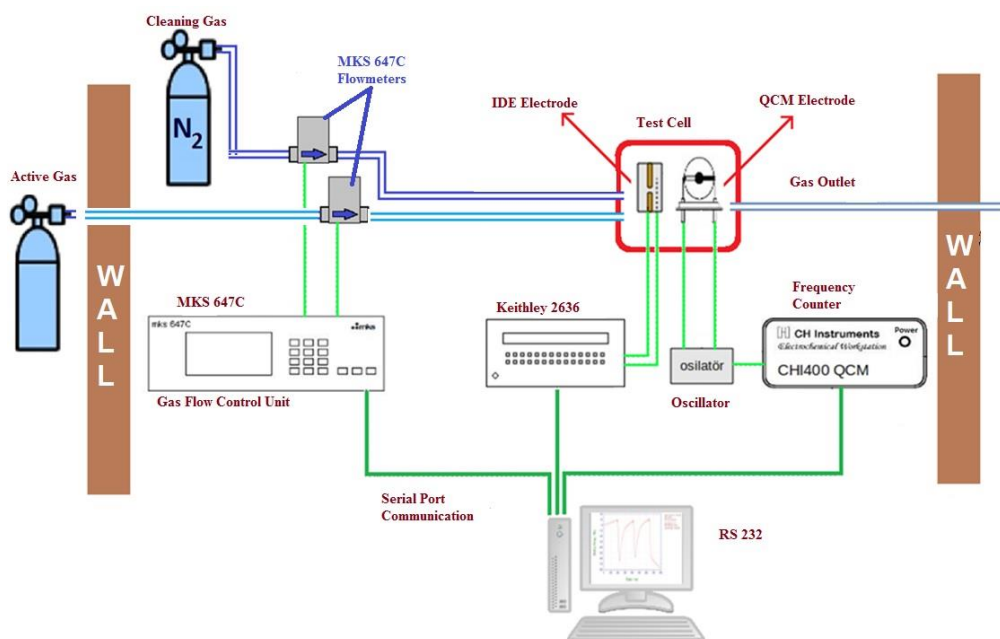 Cleaning Gas
N2
MKS 647C
Flowmeters
IDE Electrode
QCM Electrode
Test Cell
Active Gas
Gas Outlet
WALL
WALL
MKS 647C
mks 647C
mks
Gas Flow Control Unit
Keithley 2636
osilatör
Oscillator
Frequency
Counter
CH Instruments
Electrochemical Workstation
Power
CHI400 QCM
Serial Port
Communication
RS 232